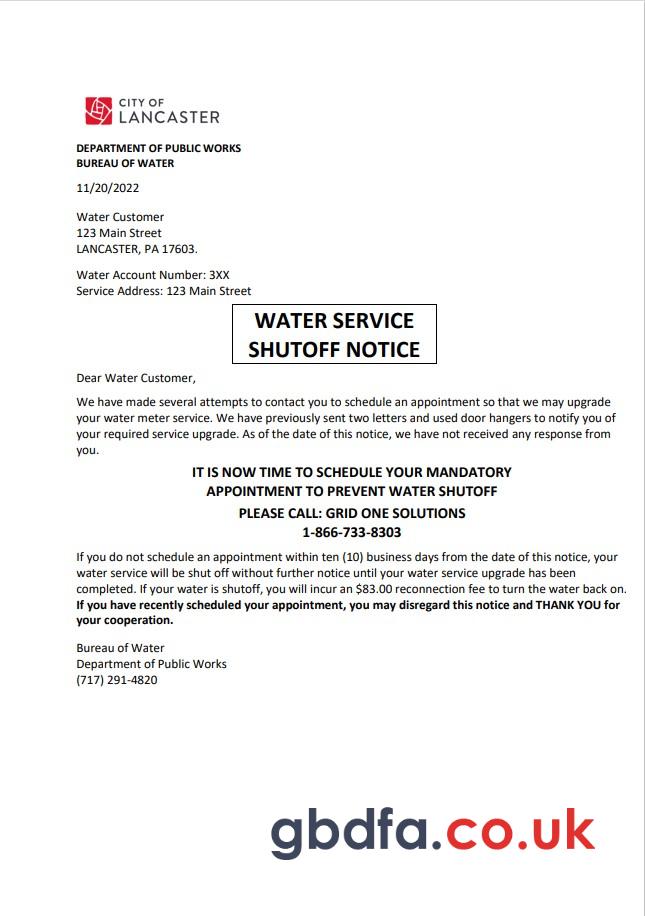 CITY OF
LANCASTER
DEPARTMENT OF PUBLIC WORKS
BUREAU OF WATER
11/20/2022
Water Customer
123 Main Street
LANCASTER, PA 17603.
Water Account Number: 3XX
Service Address: 123 Main Street
WATER SERVICE
SHUTOFF NOTICE
Dear Water Customer,
We have made several attempts to contact you to schedule an appointment so that we may upgrade
your water meter service. We have previously sent two letters and used door hangers to notify you of
your required service upgrade. As of the date of this notice, we have not received any response from
you.
IT IS NOW TIME TO SCHEDULE YOUR MANDATORY
APPOINTMENT TO PREVENT WATER SHUTOFF
PLEASE CALL: GRID ONE SOLUTIONS
1-866-733-8303
If you do not schedule an appointment within ten (10) business days from the date of this notice, your
water service will be shut off without further notice until your water service upgrade has been
completed. If your water is shutoff, you will incur an $83.00 reconnection fee to turn the water back on.
If you have recently scheduled your appointment, you may disregard this notice and THANK YOU for
your cooperation.
Bureau of Water
Department of Public Works
(717) 291-4820
gbdfa.co.uk